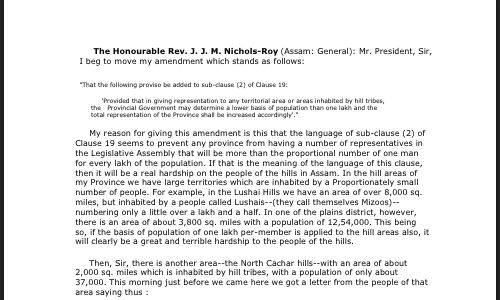 The Honourable Rev. J. J. M. Nichols-Roy (Assam: General): Mr. President, Sir,
I beg to move my amendment which stands as follows:
"That the following proviso be added to sub-clause (2) of Clause 19:
'Provided that in giving representation to any territorial area or areas inhabited by hill tribes,
the Provincial Government may determine a lower basis of population than one lakh and the
total representation of the Province shall be increased accordingly'."
My reason for giving this amendment is this that the language of sub-clause (2) of
Clause 19 seems to prevent any province from having a number of representatives in
the Legislative Assembly that will be more than the proportional number of one man
for every lakh of the population. If that is the meaning of the language of this clause,
then it will be a real hardship on the people of the hills in Assam. In the hill areas of
my Province we have large territories which are inhabited by a Proportionately small
number of people. For example, in Lushai Hills we have an area of over 8,000 sq.
miles, but inhabited by a people called Lushais--(they call themselves Mizoos)--
numbering only a little over a lakh and a half. In one of the plains district, however,
there is an area of about 3,800 sq. miles with a population of 12,54,000. This being
so, if the basis of population of one lakh per-member is applied to the hill areas also, it
will clearly be a great and terrible hardship to the people of the hills.
Then, Sir, there is another area--the North Cachar hills--with an area of about
2,000 sq. miles which is inhabited by hill tribes, with a population of only about
37,000. This morning just before we came here we got a letter from the people of that
area saying thus :